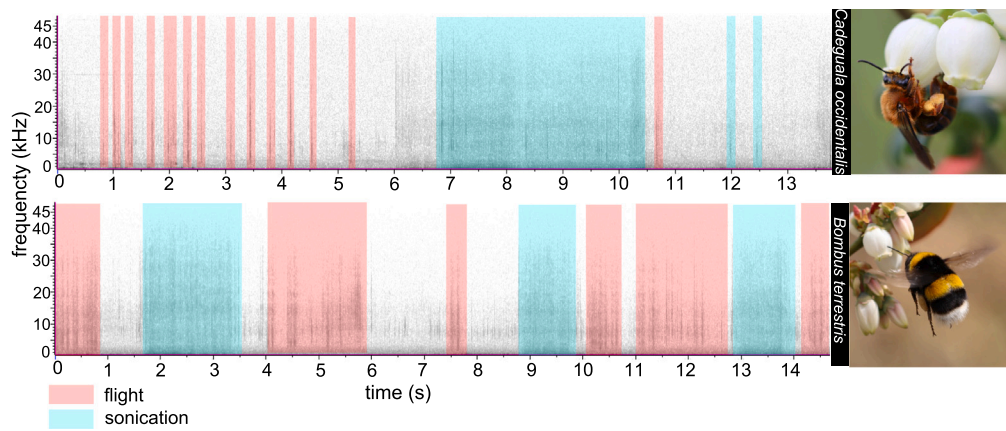 frequencty (kHz)
45
40
30
20
10
0
0 1 2 3 4 5 6 7 8 9 10 11 12 13
Cadeguala occidentalis
45
40
30
20
10
0
0 1 2 3 4 5 6 7 8 9 10 11 12 13 14
time (s)
Bombus terrestris
flight
sonication